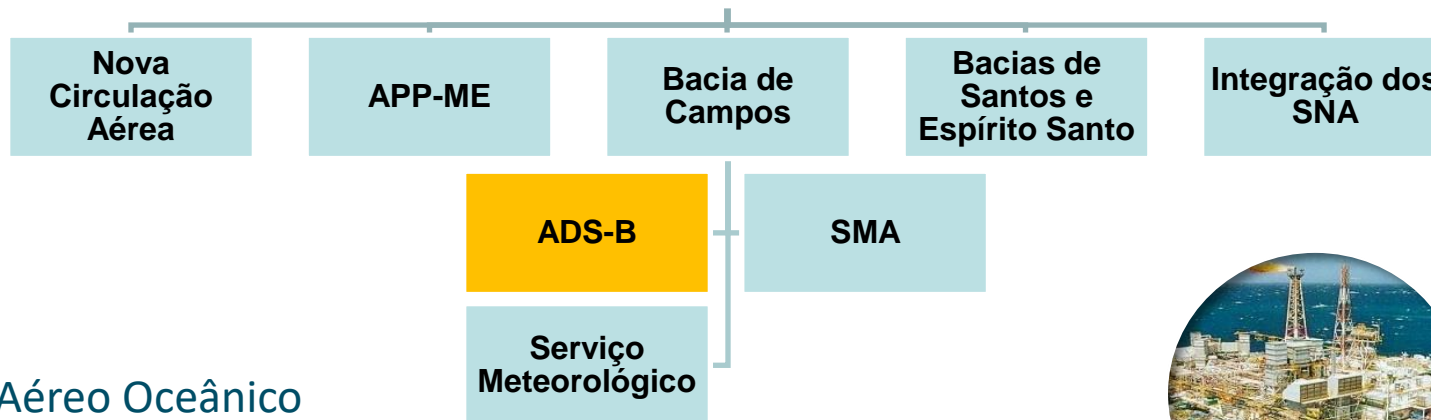 Nova
Circulação
Aérea
APP-ME
Bacia de
Campos
Bacias de
Santos e
Espírito Santo
Integração dos
SNA
ADS-B
SMA
Serviço
Meteorológico
Aéreo Oceânico